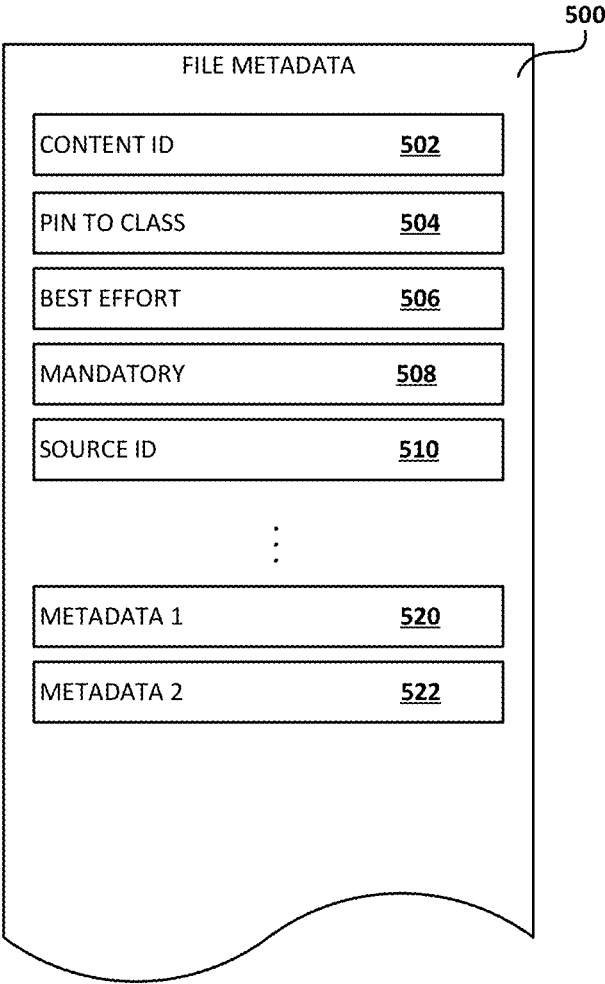 500
FILE METADATA
CONTENT ID 502
PIN TO CLASS 504
BEST EFFORT 506
MANDATORY 508
SOURCE ID 510
METADATA 1 520
METADATA 2 522